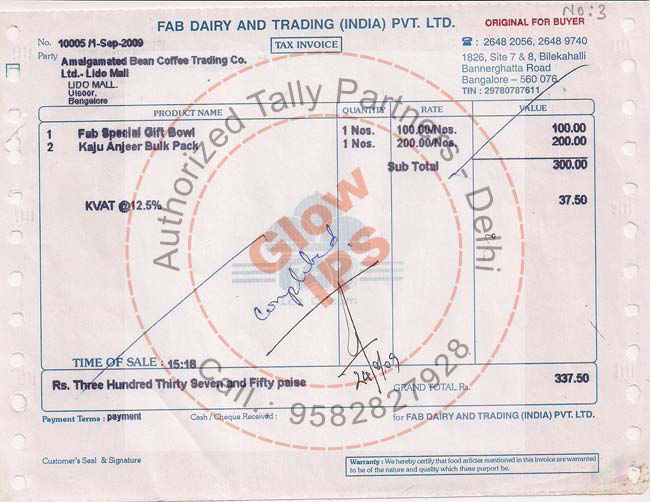 No: 3
FAB DAIRY AND TRADING (INDIA) PVT. LTD.
ORIGINAL FOR BUYER
No. 10005 /1-Sep-2009
TAX INVOICE
☎ : 2648 2056, 2648 9740
Party Amalgamated Bean Coffee Trading Co.
Ltd.- Lido Mall
LIDO MALL.
Ulsoor,
Bangalore
1826, Site 7 & 8, Bilekahalli
Bannerghatta Road
Bangalore - 560 076.
TIN : 29780787611
PRODUCT NAME QUANTITY RATE VALUE
1 Fab Special Gift Bowl 1 Nos. 100.00/Nos. 100.00
2 Kaju Anjeer Bulk Pack 1 Nos. 200.00/Nos. 200.00
Sub Total 300.00
KVAT @12.5% 37.50
Authorized Tally Partners - Delhi
Glow
IPS
Completed.
TIME OF SALE : 15:18
24/9/09
Rs. Three Hundred Thirty Seven and Fifty paise
GRAND TOTAL Rs. 337.50
Call : 9582827928
Payment Terms : payment
Cash / Cheque Received :
for FAB DAIRY AND TRADING (INDIA) PVT. LTD.
Customer's Seal & Signature
Warranty : We hereby certify that food articles mentioned in this invoice are warranted
to be of the nature and quality which these purport be.